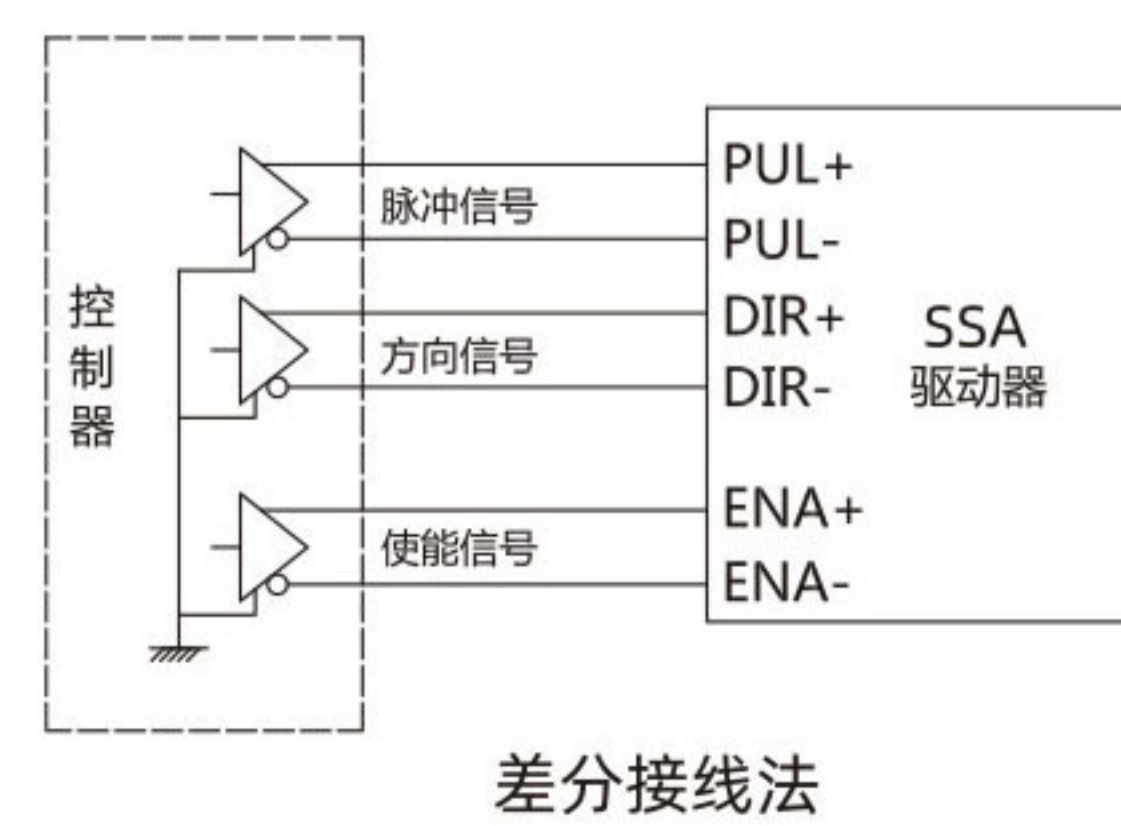 控制器
脉冲信号
方向信号
使能信号
PUL+
PUL-
DIR+
DIR-
ENA+
ENA-
SSA
驱动器
差分接线法